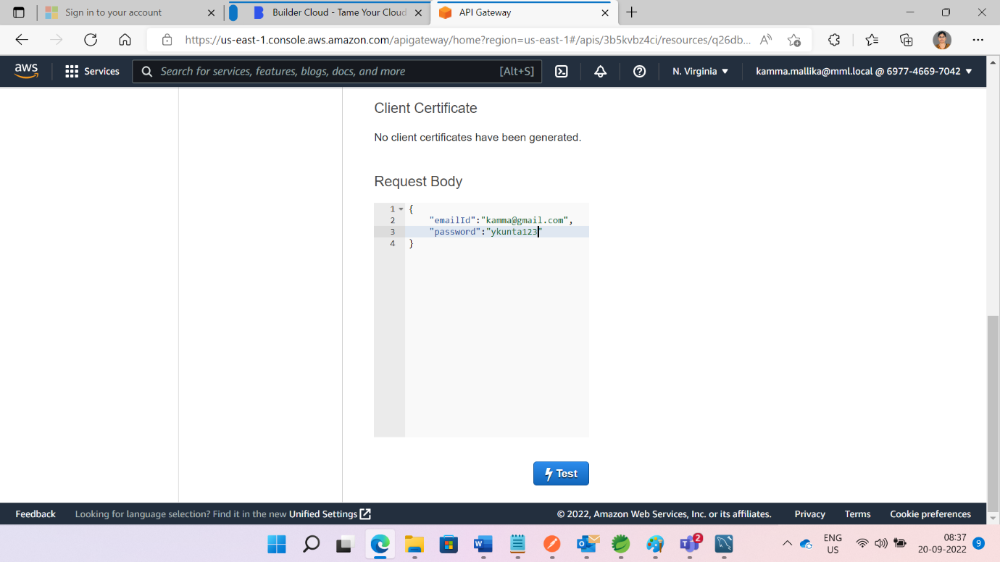 Sign in to your account
Builder Cloud - Tame Your Cloud
API Gateway
https://us-east-1.console.aws.amazon.com/apigateway/home?region=us-east-1#/apis/3b5kvbz4ci/resources/q26db...
aws
Services
Search for services, features, blogs, docs, and more
[Alt+S]
N. Virginia
kamma.mallika@mml.local @ 6977-4669-7042
Client Certificate
No client certificates have been generated.
Request Body
1 {
2 "emailId":"kamma@gmail.com",
3 "password":"ykunta123"
4 }
Test
Feedback
Looking for language selection? Find it in the new Unified Settings
© 2022, Amazon Web Services, Inc. or its affiliates.
Privacy
Terms
Cookie preferences
2
ENG
US
08:37
20-09-2022
9